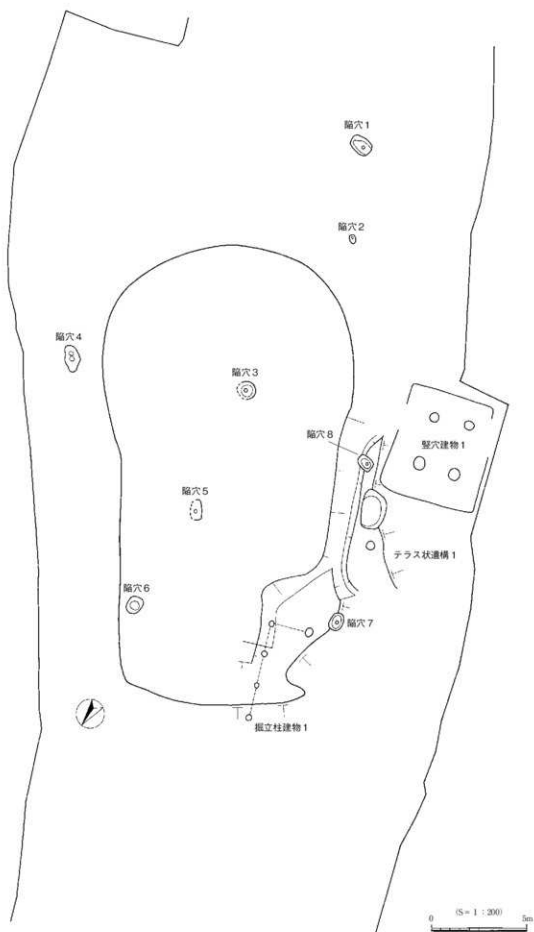 陥穴1
陥穴2
陥穴4
陥穴3
陥穴8
竪穴建物1
陥穴5
テラス状遺構1
陥穴6
陥穴7
掘立柱建物1
(S= 1 : 200)
0 5m